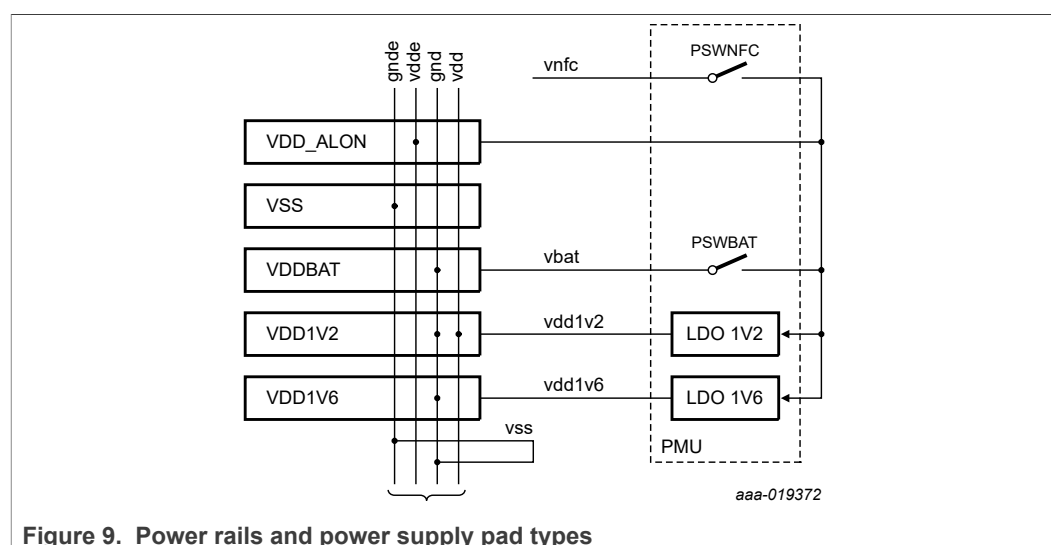 gnde
vdde
gnd
vdd
vnfc
PSWNFC
VDD_ALON
VSS
VDDBAT
vbat
PSWBAT
VDD1V2
vdd1v2
LDO 1V2
VDD1V6
vdd1v6
LDO 1V6
vss
PMU
aaa-019372
Figure 9. Power rails and power supply pad types